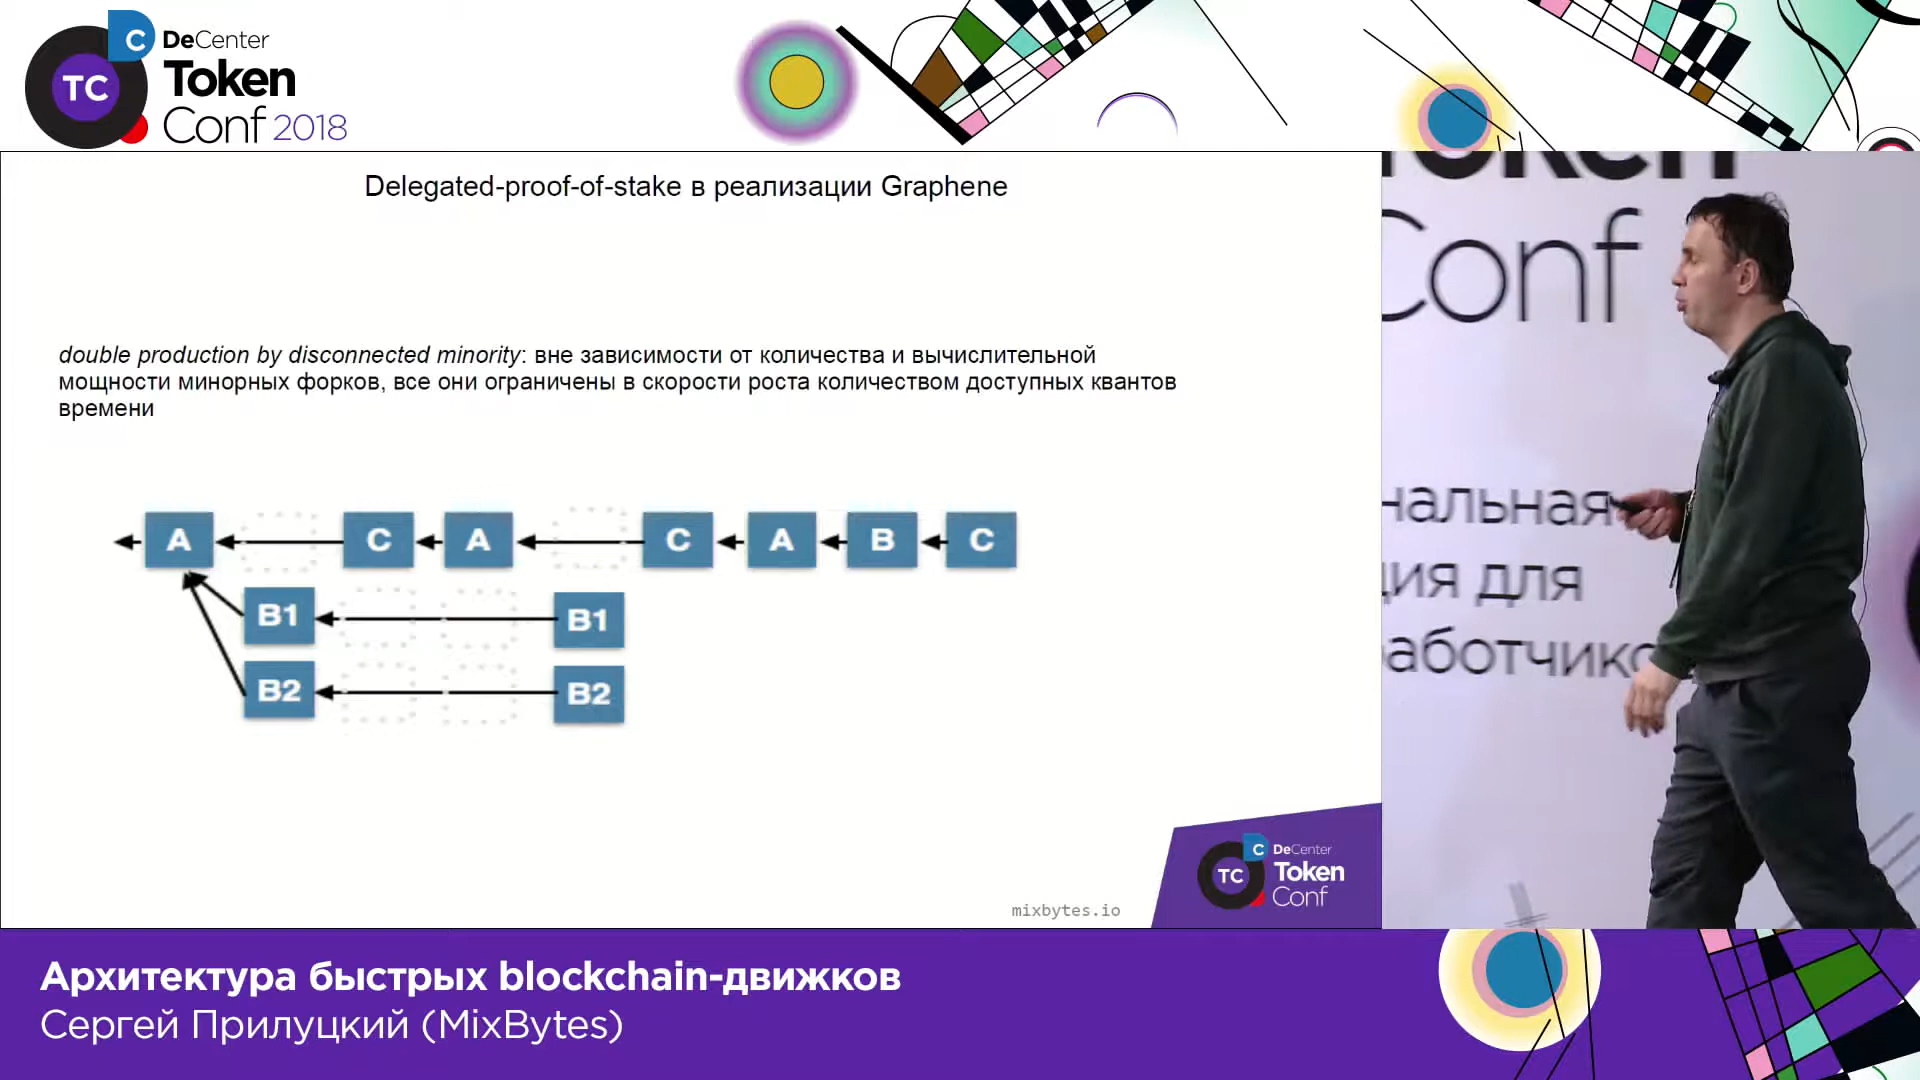 C
DeCenter
TC
Token
Conf 2018
Delegated-proof-of-stake в реализации Graphene
double production by disconnected minority: вне зависимости от количества и вычислительной
мощности минорных форков, все они ограничены в скорости роста количеством доступных квантов
времени
A C A C A B C
B1 B1
B2 B2
Conf
нальная
ция для
работчико
C
DeCenter
TC
Token
Conf
mixbytes.io
Архитектура быстрых blockchain-движков
Сергей Прилуцкий (MixBytes)